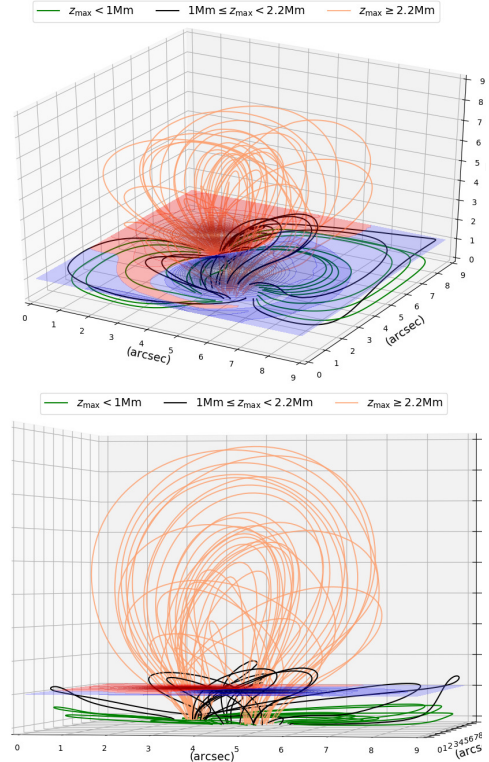 z_max < 1Mm 1Mm ≤ z_max < 2.2Mm z_max ≥ 2.2Mm
9
8
7
6
5
4
3
2
1
0
0 1 2 3 4 5 6 7 8 9
(arcsec)
0 1 2 3 4 5 6 7 8 9
(arcsec)
z_max < 1Mm 1Mm ≤ z_max < 2.2Mm z_max ≥ 2.2Mm
0 1 2 3 4 5 6 7 8 9
(arcsec)
012345678
(arcs